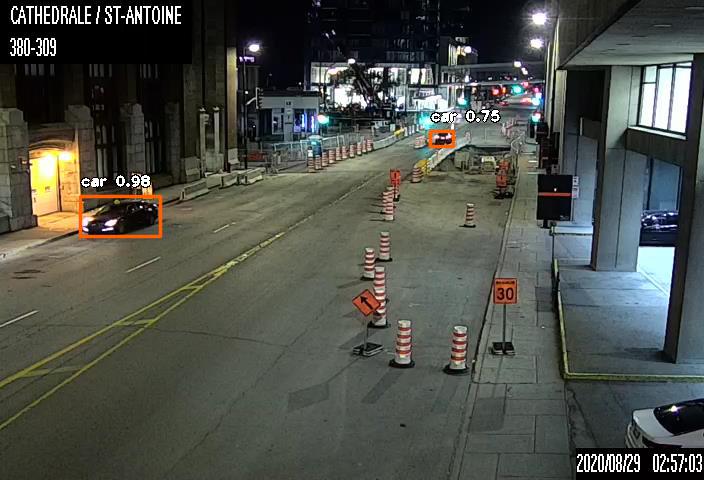 CATHEDRALE / ST-ANTOINE
380-309
car 0.75
car 0.98
30
2020/08/29 02:57:03